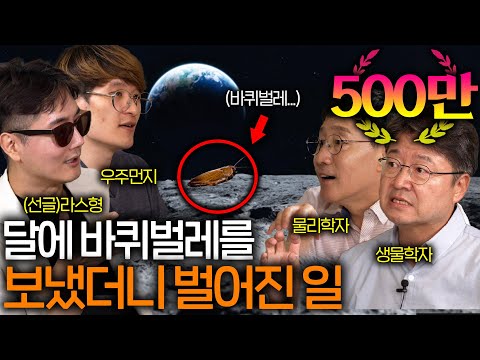 500만
(바퀴벌레...)
우주먼지
(선글)라스형
물리학자
생물학자
달에 바퀴벌레를
보냈더니 벌어진 일